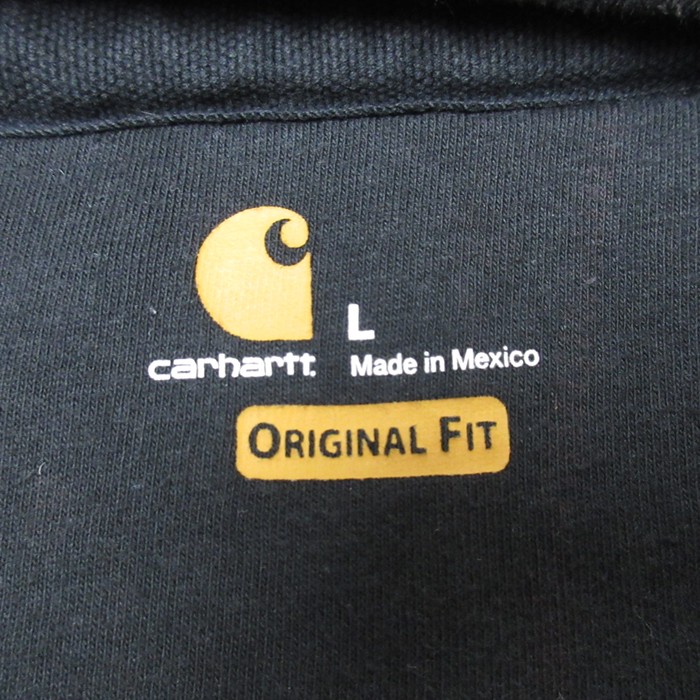 L
carhartt.
Made in Mexico
ORIGINAL FIT